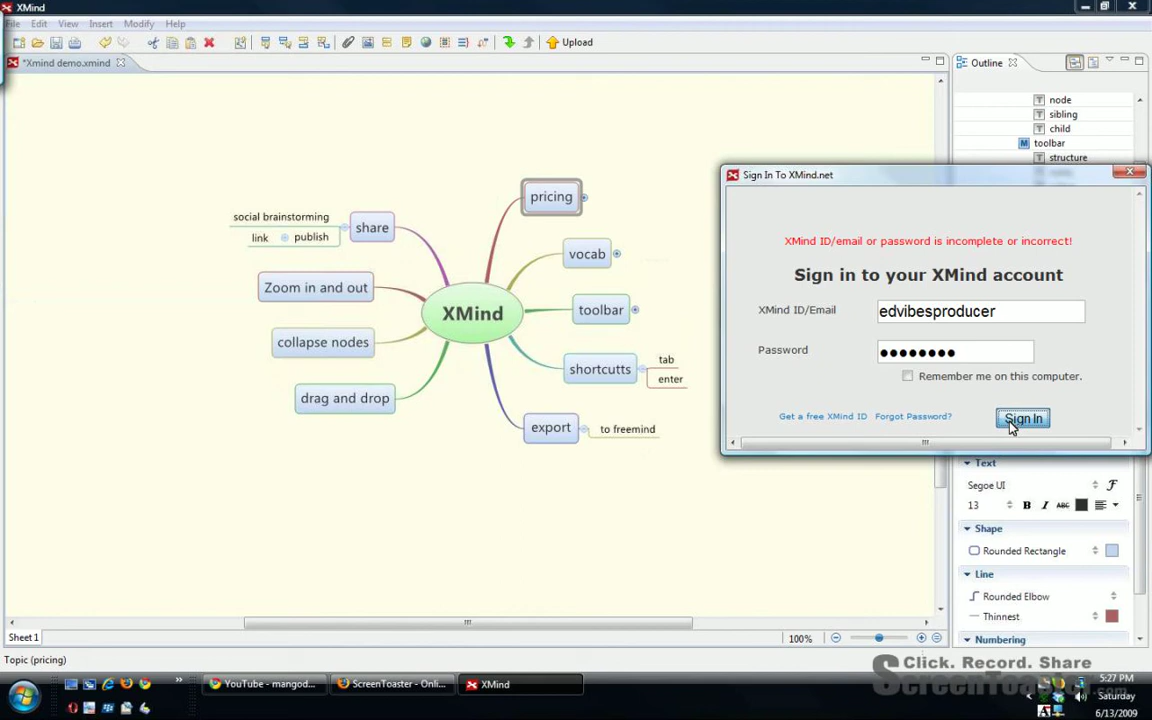 XMind
File Edit View Insert Modify Help
Upload
*Xmind demo.xmind
Outline
node
sibling
child
toolbar
structure
Sign In To XMind.net
XMind ID/email or password is incomplete or incorrect!
Sign in to your XMind account
XMind ID/Email
edvibesproducer
Password
Remember me on this computer.
Get a free XMind ID Forgot Password?
Sign In
pricing
social brainstorming
link publish
share
vocab
Zoom in and out
XMind
toolbar
collapse nodes
shortcutts
tab
enter
drag and drop
export
to freemind
Text
Segoe UI
13 B I ABC
Shape
Rounded Rectangle
Line
Rounded Elbow
Thinnest
Numbering
Sheet 1
100%
Topic (pricing)
Click. Record. Share
ScreenToaster.com
YouTube - mangod...
ScreenToaster - Onli...
XMind
5:27 PM
Saturday
6/13/2009